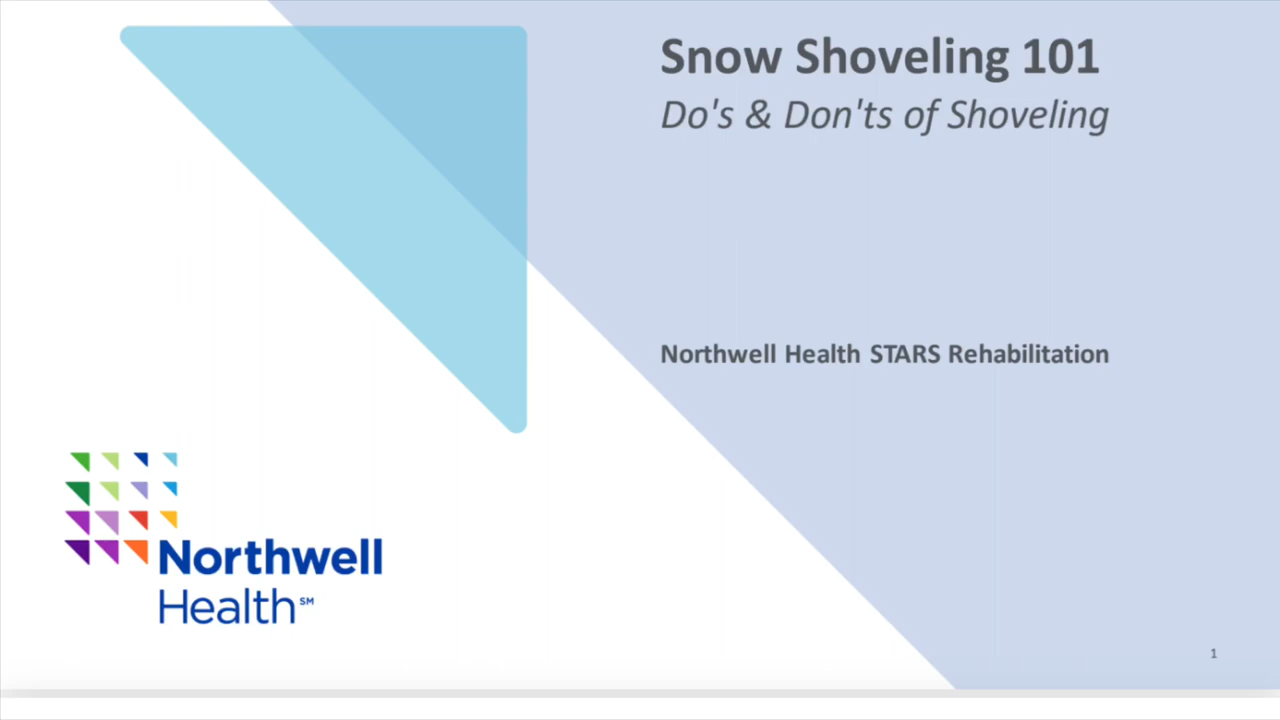 Snow Shoveling 101
Do's & Don'ts of Shoveling
Northwell Health STARS Rehabilitation
Northwell
Health℠
1